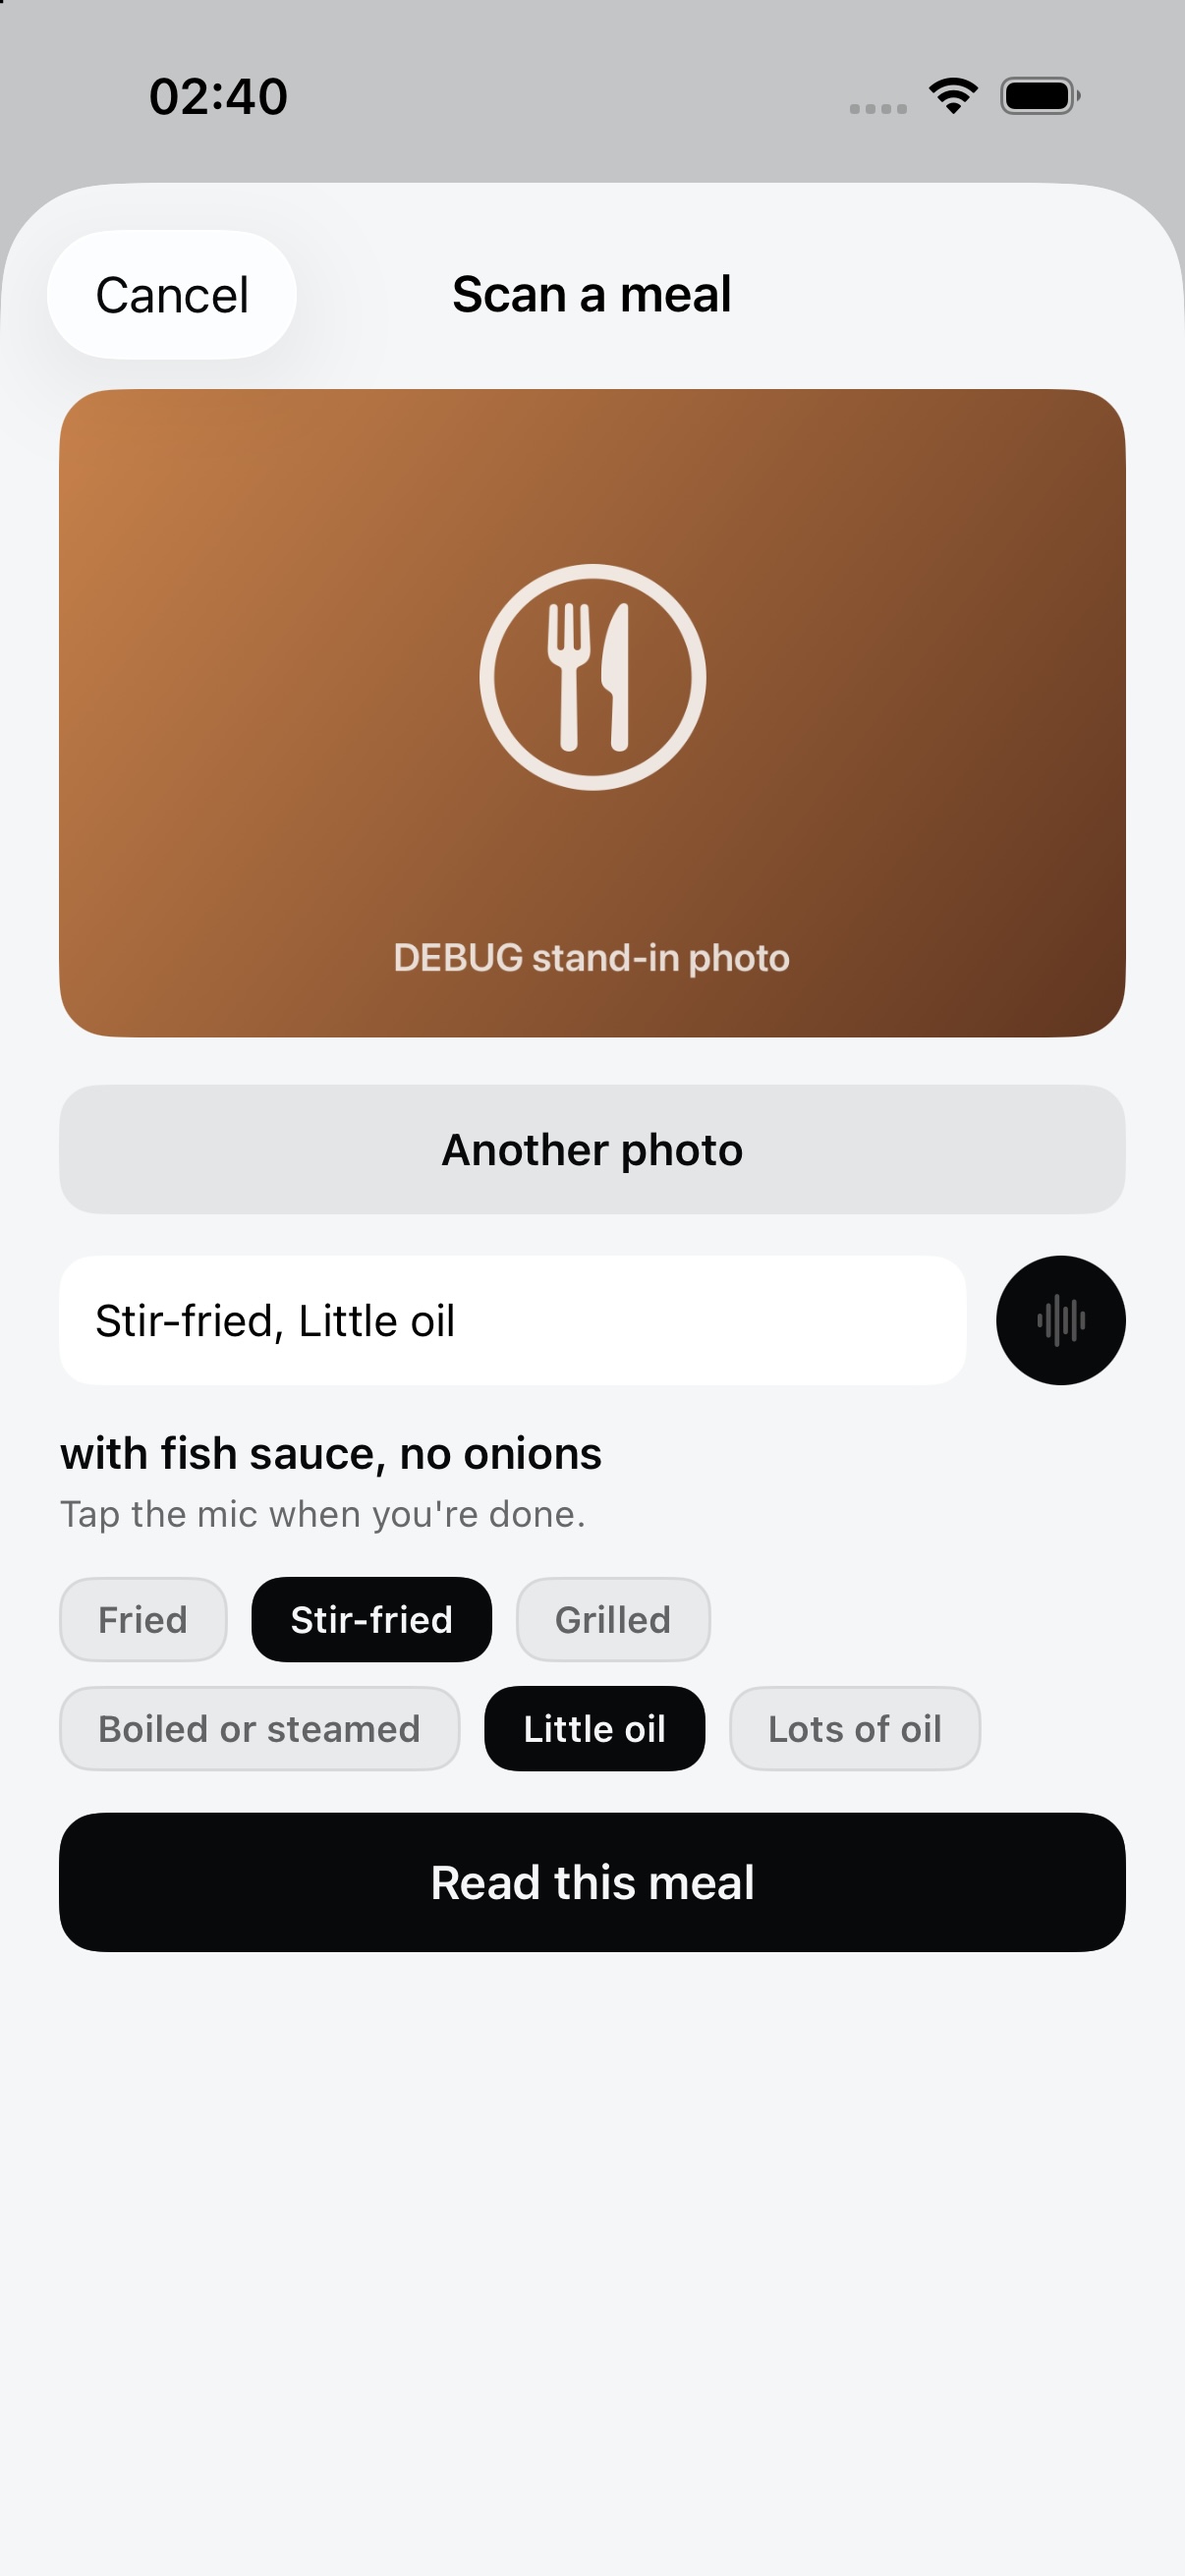 02:40
Cancel
Scan a meal
DEBUG stand-in photo
Another photo
Stir-fried, Little oil
with fish sauce, no onions
Tap the mic when you're done.
Fried Stir-fried Grilled
Boiled or steamed Little oil Lots of oil
Read this meal